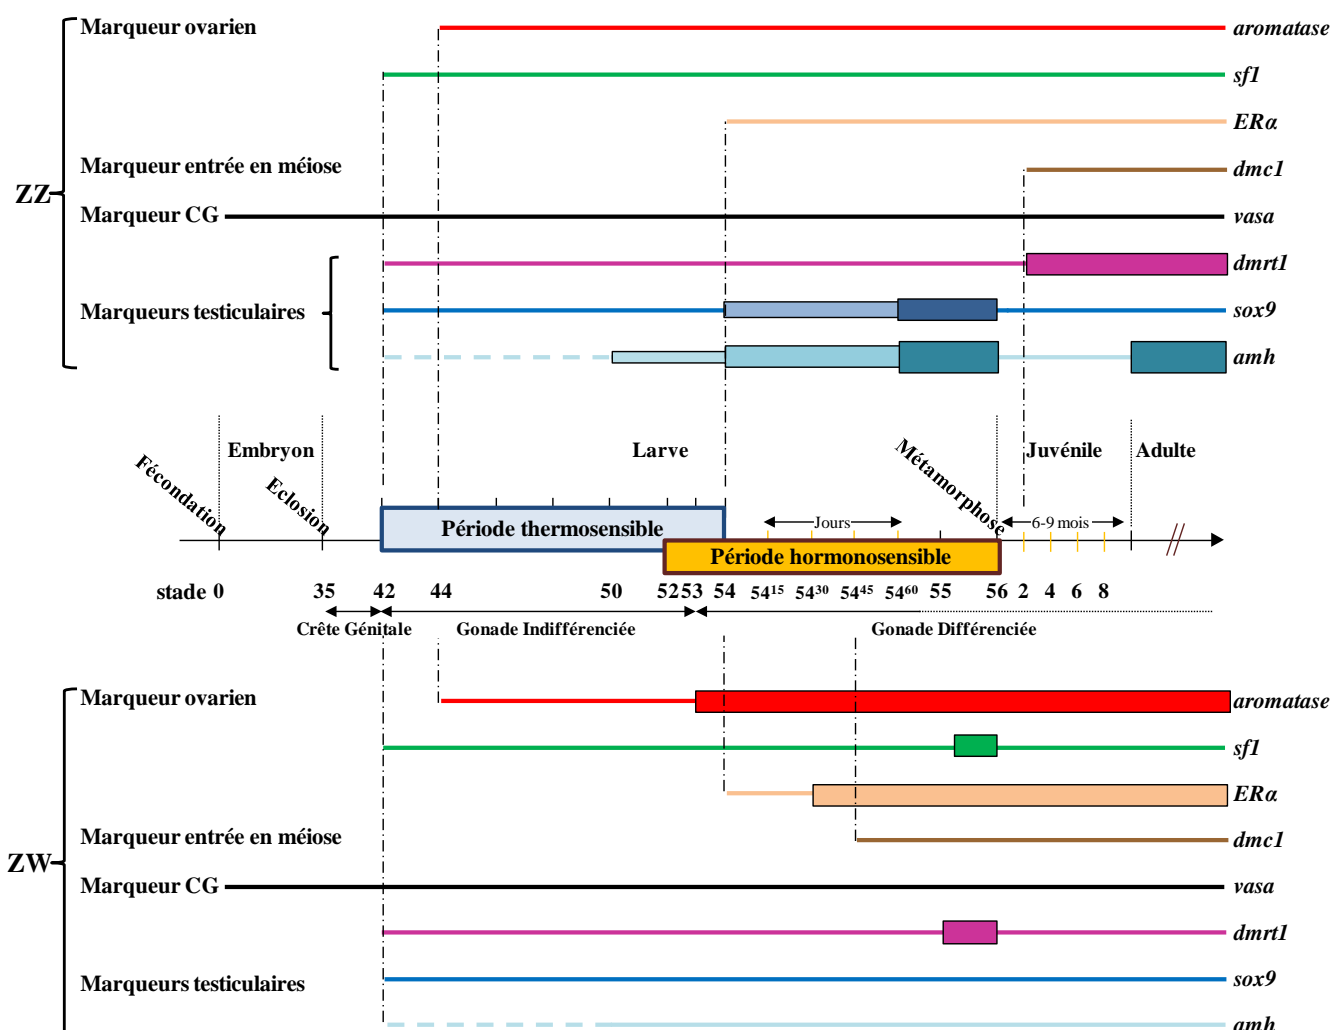 Marqueur ovarien
aromatase
sf1
ERα
Marqueur entrée en méiose
dmc1
ZZ
Marqueur CG
vasa
dmrt1
Marqueurs testiculaires
sox9
amh
Fécondation
Embryon
Eclosion
Larve
Métamorphose
Juvénile
Adulte
Période thermosensible
Jours
6-9 mois
Période hormonosensible
stade 0 35 42 44 50 52 53 54 54¹⁵ 54³⁰ 54⁴⁵ 54⁶⁰ 55 56 2 4 6 8
Crête Génitale Gonade Indifférenciée Gonade Différenciée
Marqueur ovarien
aromatase
sf1
ERα
Marqueur entrée en méiose
dmc1
ZW
Marqueur CG
vasa
dmrt1
Marqueurs testiculaires
sox9
amh